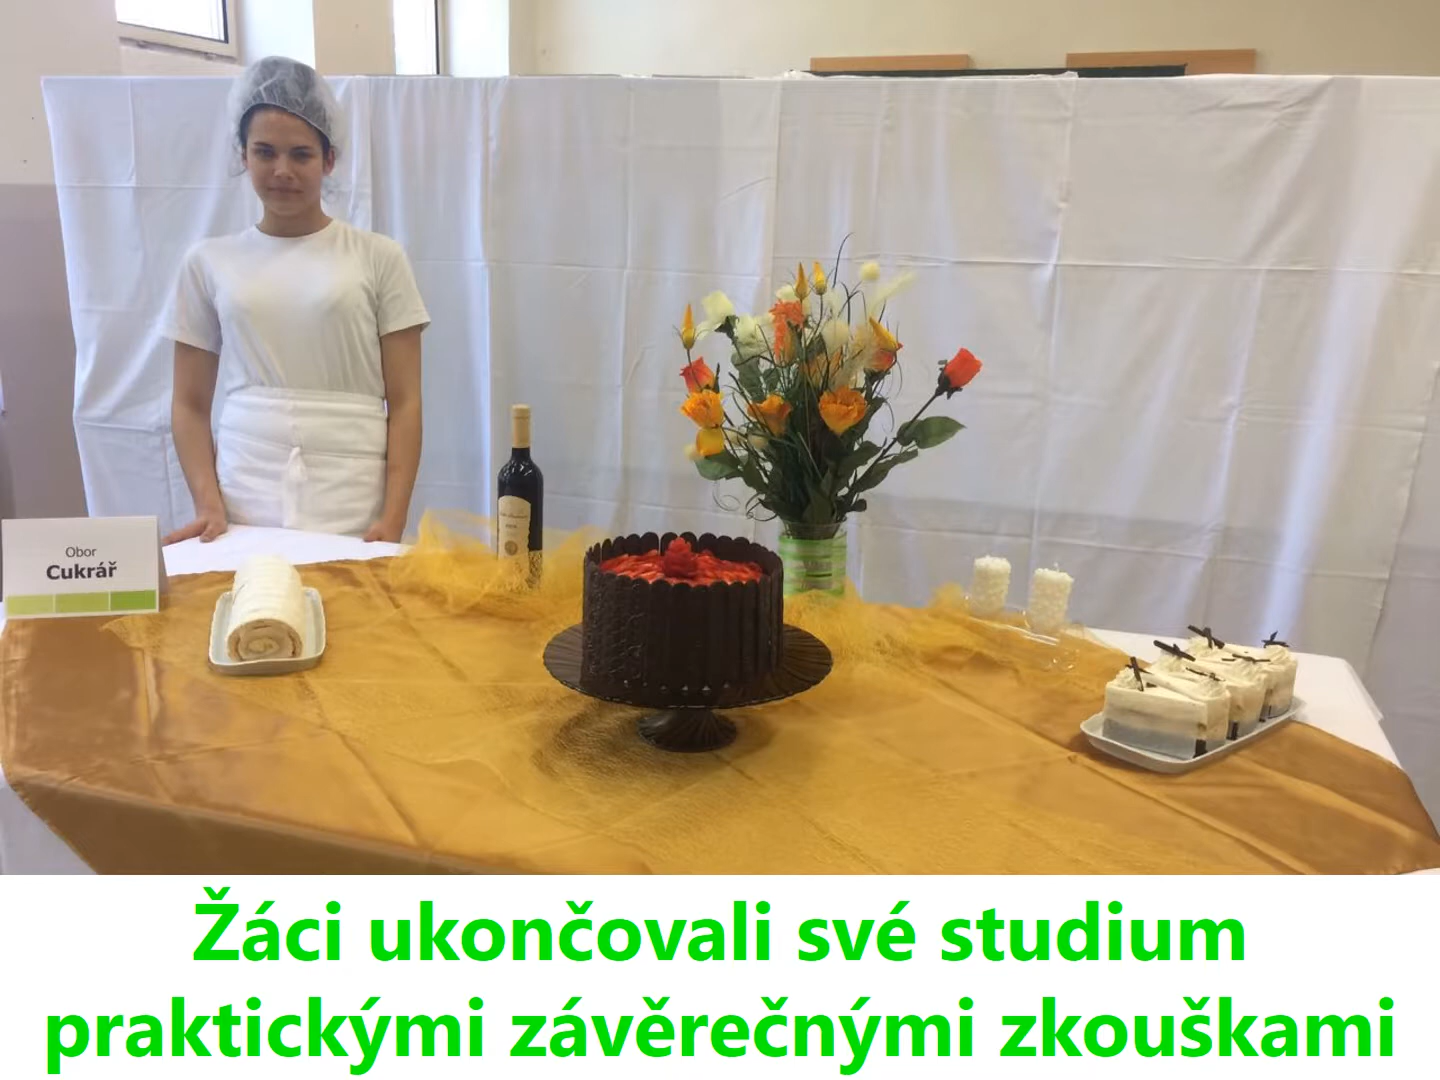 Obor
Cukrář
Žáci ukončovali své studium
praktickými závěrečnými zkouškami